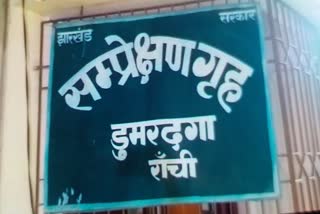 झारखंड सरकार
सम्प्रेक्षण गृह
डुमरदगा
राँची